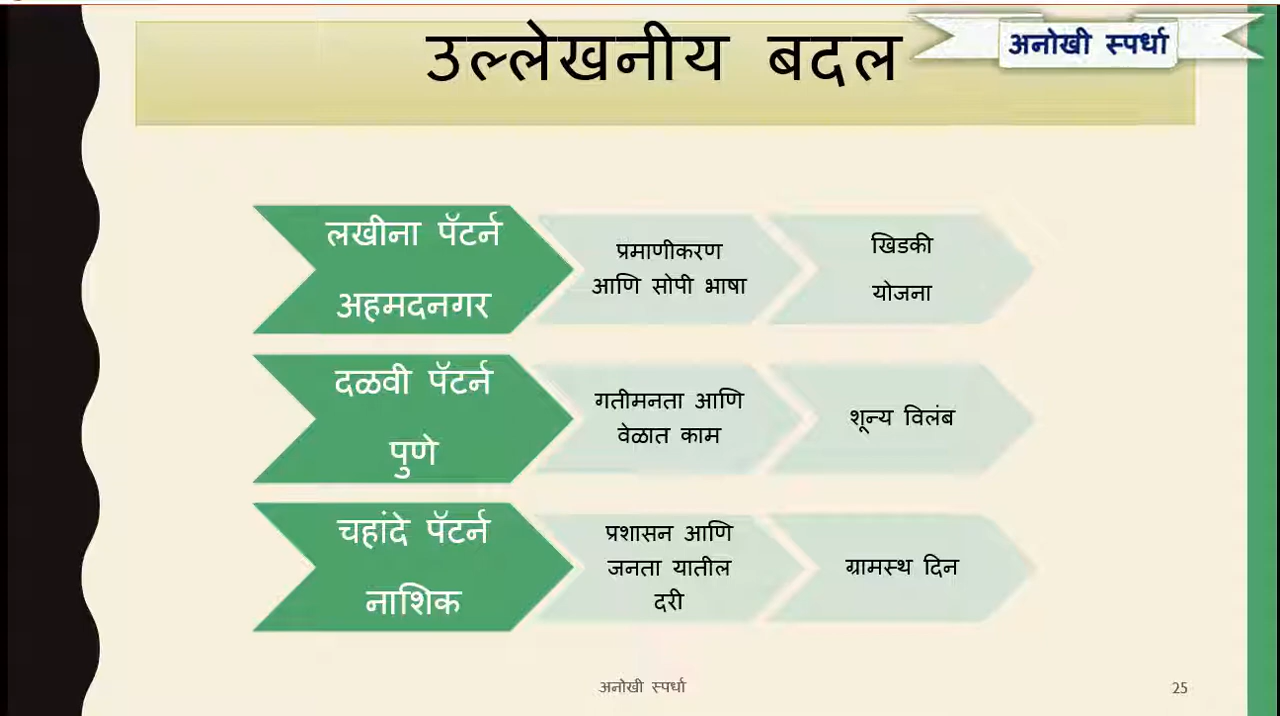 उल्लेखनीय बदल
अनोखी स्पर्धा
लखीना पॅटर्न
अहमदनगर
प्रमाणीकरण
आणि सोपी भाषा
खिडकी
योजना
दळवी पॅटर्न
पुणे
गतीमनता आणि
वेळात काम
शून्य विलंब
चहांदे पॅटर्न
नाशिक
प्रशासन आणि
जनता यातील
दरी
ग्रामस्थ दिन
अनोखी स्पर्धा
25